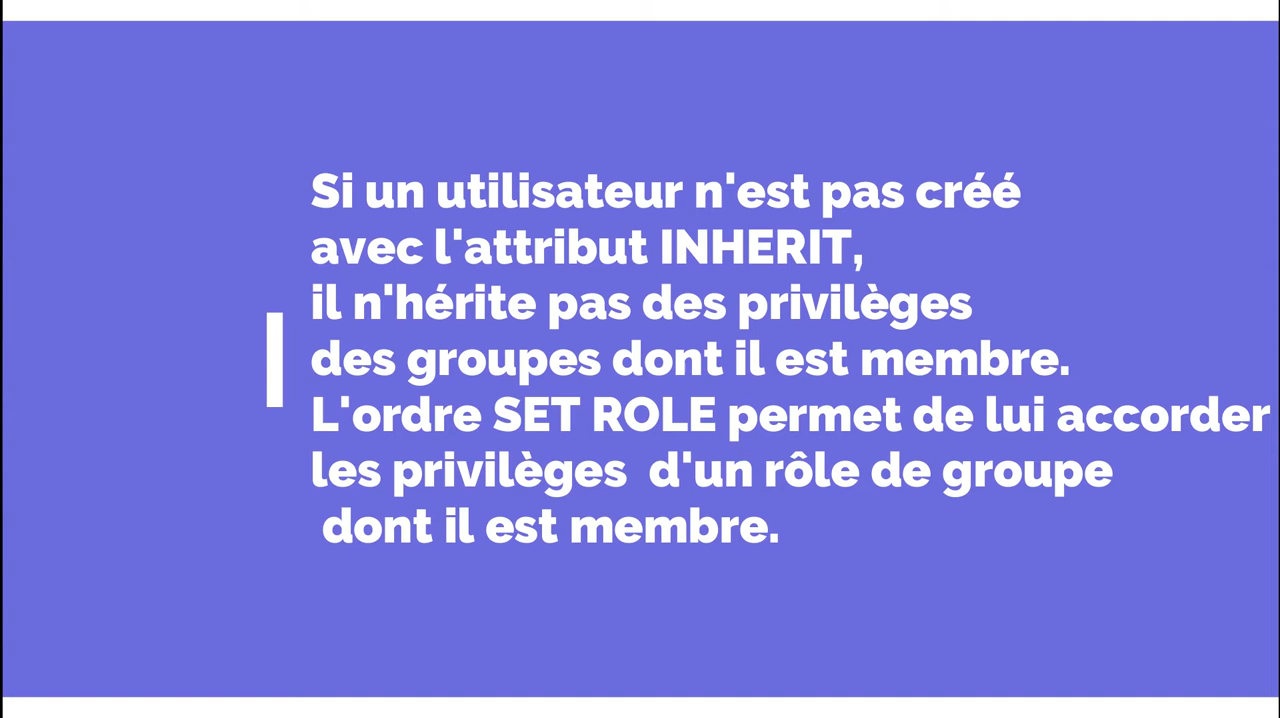 Si un utilisateur n'est pas créé
avec l'attribut INHERIT,
il n'hérite pas des privilèges
des groupes dont il est membre.
L'ordre SET ROLE permet de lui accorder
les privilèges  d'un rôle de groupe
dont il est membre.